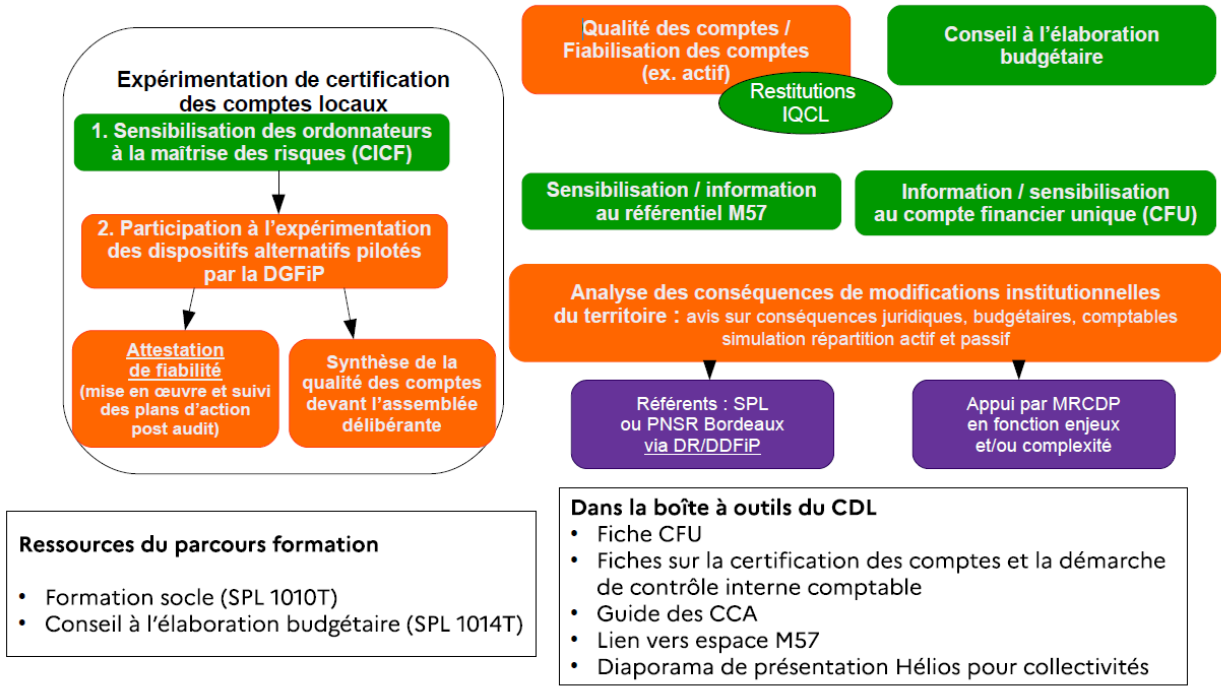 Expérimentation de certification
des comptes locaux
1. Sensibilisation des ordonnateurs
à la maîtrise des risques (CICF)
2. Participation à l'expérimentation
des dispositifs alternatifs pilotés
par la DGFiP
Attestation
de fiabilité
(mise en œuvre et suivi
des plans d'action
post audit)
Synthèse de la
qualité des comptes
devant l'assemblée
délibérante
Qualité des comptes /
Fiabilisation des comptes
(ex. actif)
Restitutions
IQCL
Conseil à l'élaboration
budgétaire
Sensibilisation / information
au référentiel M57
Information / sensibilisation
au compte financier unique (CFU)
Analyse des conséquences de modifications institutionnelles
du territoire : avis sur conséquences juridiques, budgétaires, comptables
simulation répartition actif et passif
Référents : SPL
ou PNSR Bordeaux
via DR/DDFiP
Appui par MRCDP
en fonction enjeux
et/ou complexité
Ressources du parcours formation
• Formation socle (SPL 1010T)
• Conseil à l'élaboration budgétaire (SPL 1014T)
Dans la boîte à outils du CDL
• Fiche CFU
• Fiches sur la certification des comptes et la démarche
de contrôle interne comptable
• Guide des CCA
• Lien vers espace M57
• Diaporama de présentation Hélios pour collectivités